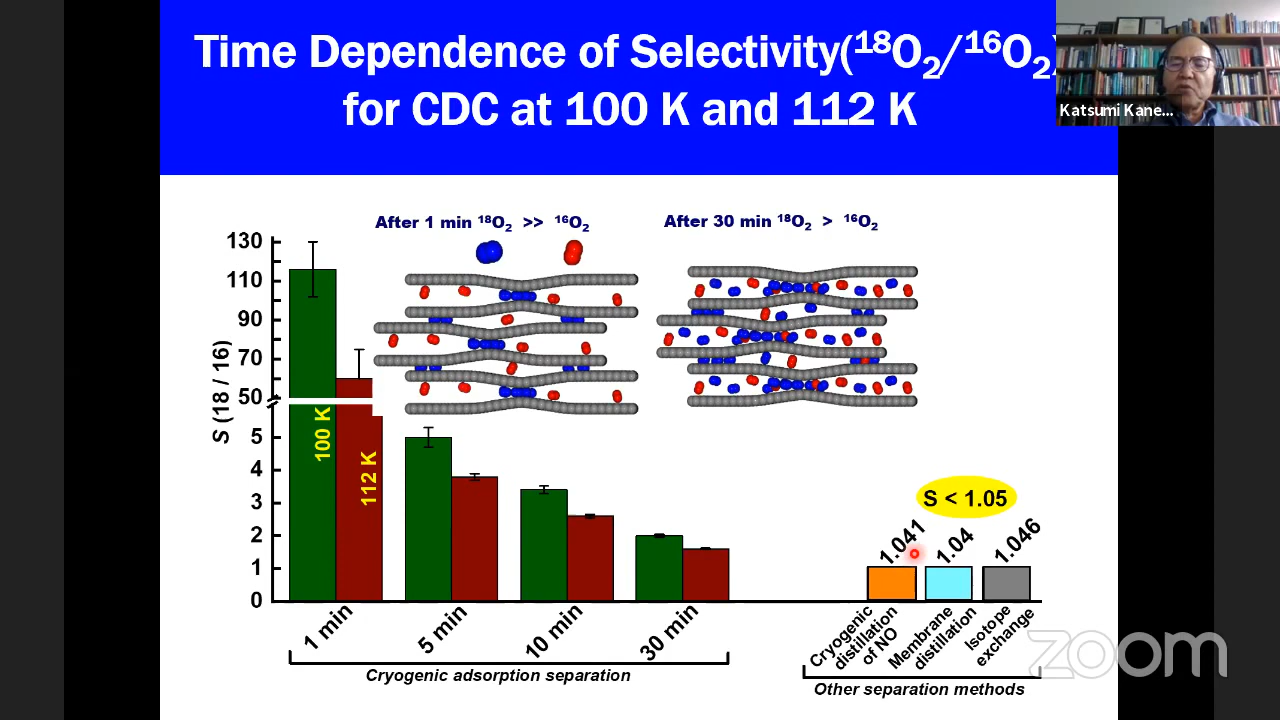 Time Dependence of Selectivity(¹⁸O₂/¹⁶O₂)
for CDC at 100 K and 112 K
Katsumi Kane...
After 1 min ¹⁸O₂ >> ¹⁶O₂
After 30 min ¹⁸O₂ > ¹⁶O₂
S (18 / 16)
130
110
90
70
50
5
4
3
2
1
0
100 K
112 K
1 min
5 min
10 min
30 min
Cryogenic adsorption separation
S < 1.05
1.041
1.04
1.046
Cryogenic
distillation
of NO
Membrane
distillation
Isotope
exchange
Other separation methods
zoom